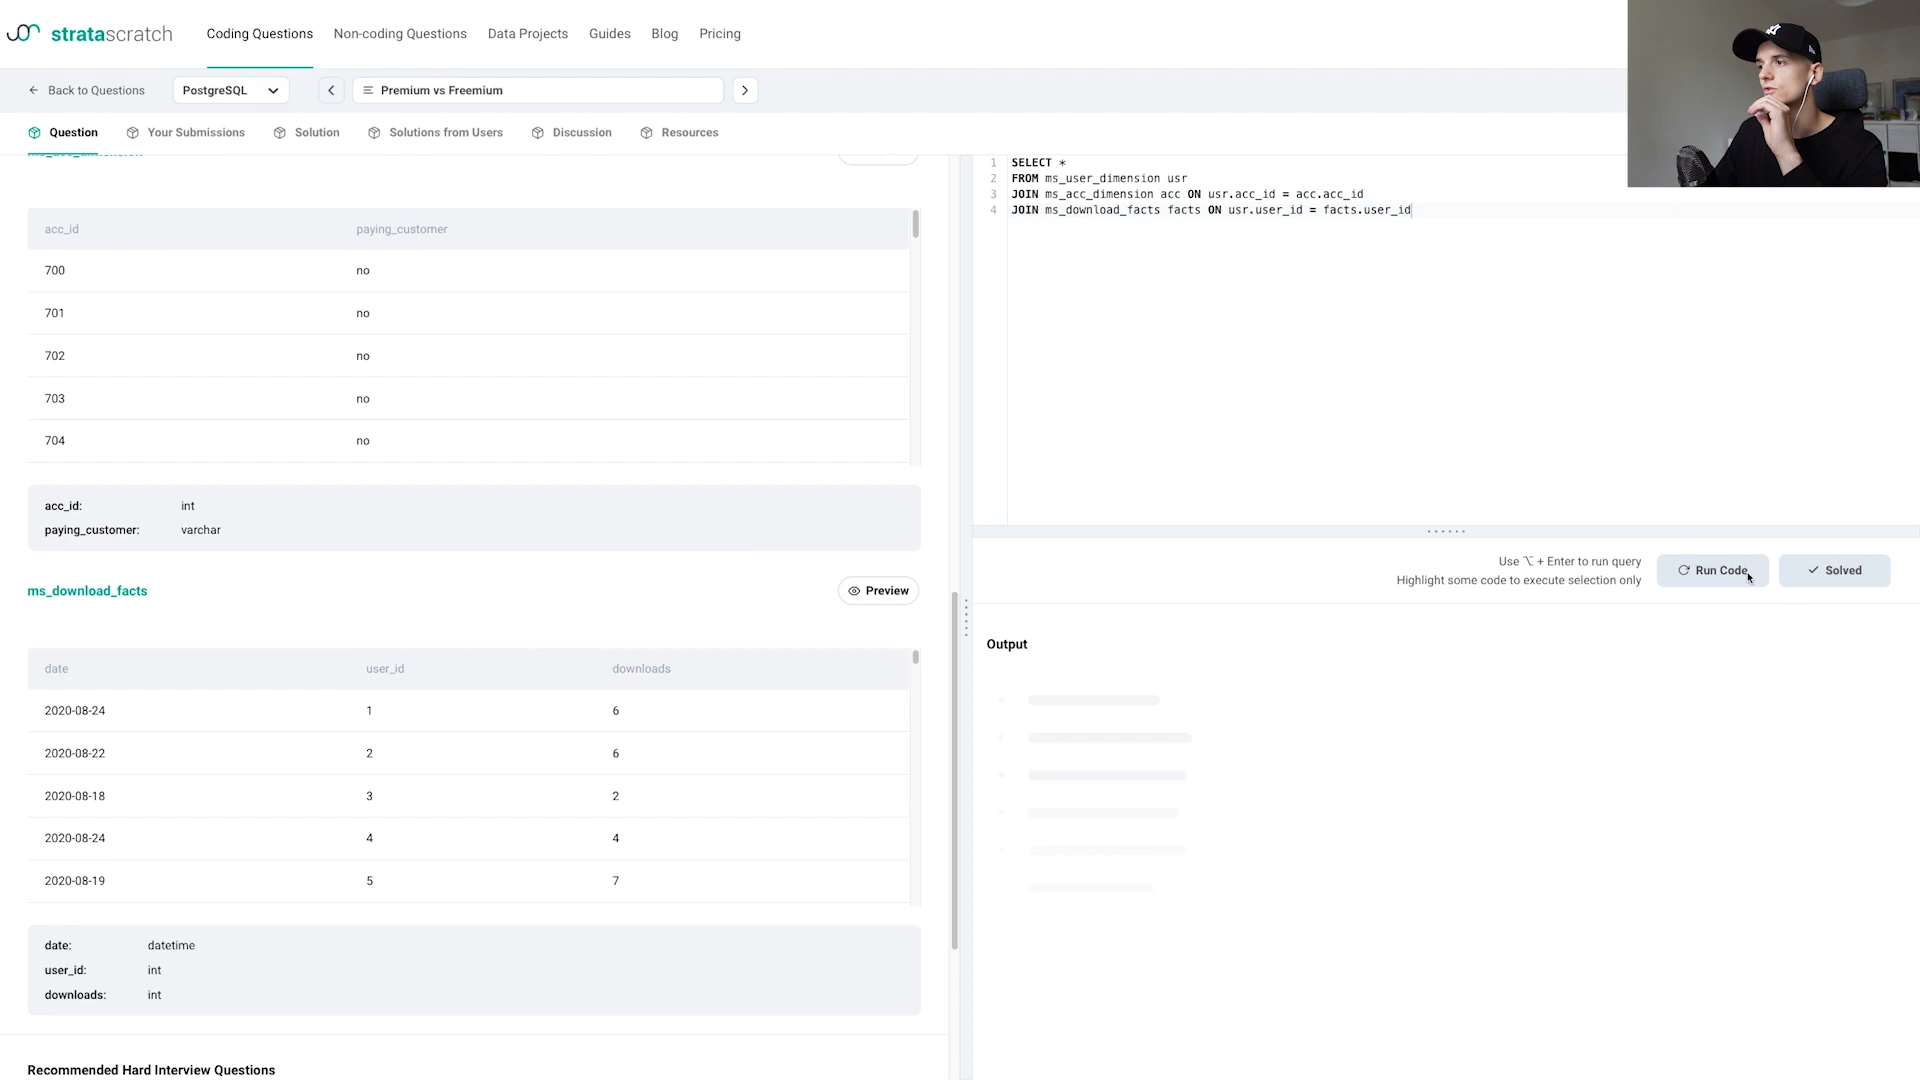 stratascratch
Coding Questions
Non-coding Questions
Data Projects
Guides
Blog
Pricing
Back to Questions
PostgreSQL
Premium vs Freemium
Question
Your Submissions
Solution
Solutions from Users
Discussion
Resources
acc_id paying_customer
700 no
701 no
702 no
703 no
704 no
acc_id: int
paying_customer: varchar
ms_download_facts
Preview
date user_id downloads
2020-08-24 1 6
2020-08-22 2 6
2020-08-18 3 2
2020-08-24 4 4
2020-08-19 5 7
date: datetime
user_id: int
downloads: int
Recommended Hard Interview Questions
1 SELECT *
2 FROM ms_user_dimension usr
3 JOIN ms_acc_dimension acc ON usr.acc_id = acc.acc_id
4 JOIN ms_download_facts facts ON usr.user_id = facts.user_id
Use ⌥ + Enter to run query
Highlight some code to execute selection only
Run Code
Solved
Output